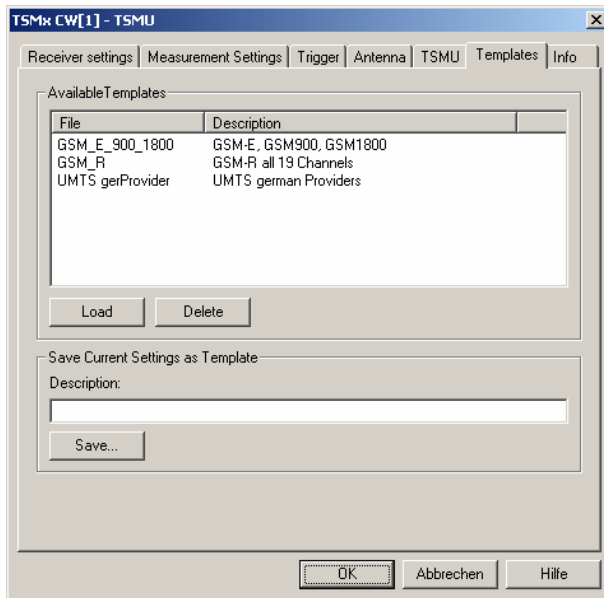 TSMx CW[1] - TSMU
Receiver settings Measurement Settings Trigger Antenna TSMU Templates Info
AvailableTemplates
File Description
GSM_E_900_1800 GSM-E, GSM900, GSM1800
GSM_R GSM-R all 19 Channels
UMTS gerProvider UMTS german Providers
Load Delete
Save Current Settings as Template
Description:
Save...
OK Abbrechen Hilfe